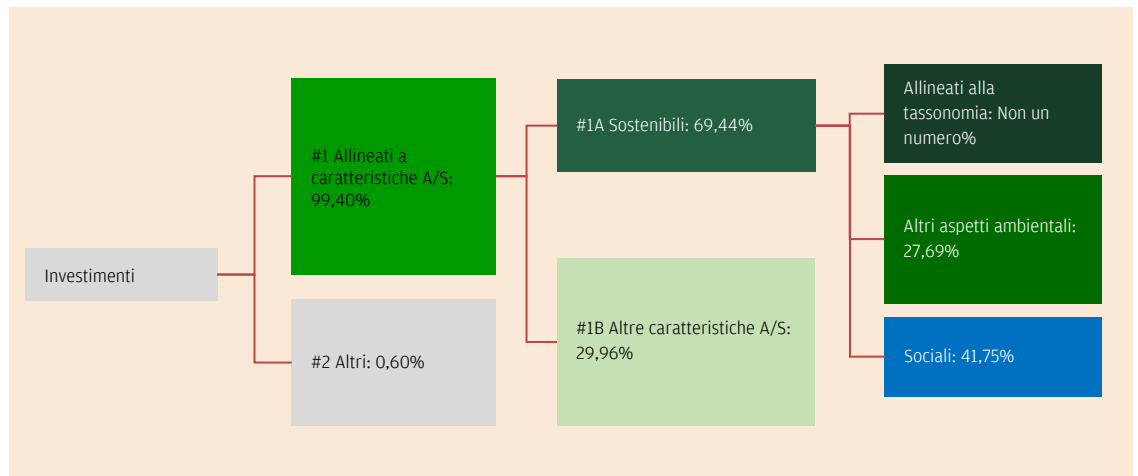 Investimenti
#1 Allineati a
caratteristiche A/S:
99,40%
#2 Altri: 0,60%
#1A Sostenibili: 69,44%
#1B Altre caratteristiche A/S:
29,96%
Allineati alla
tassonomia: Non un
numero%
Altri aspetti ambientali:
27,69%
Sociali: 41,75%